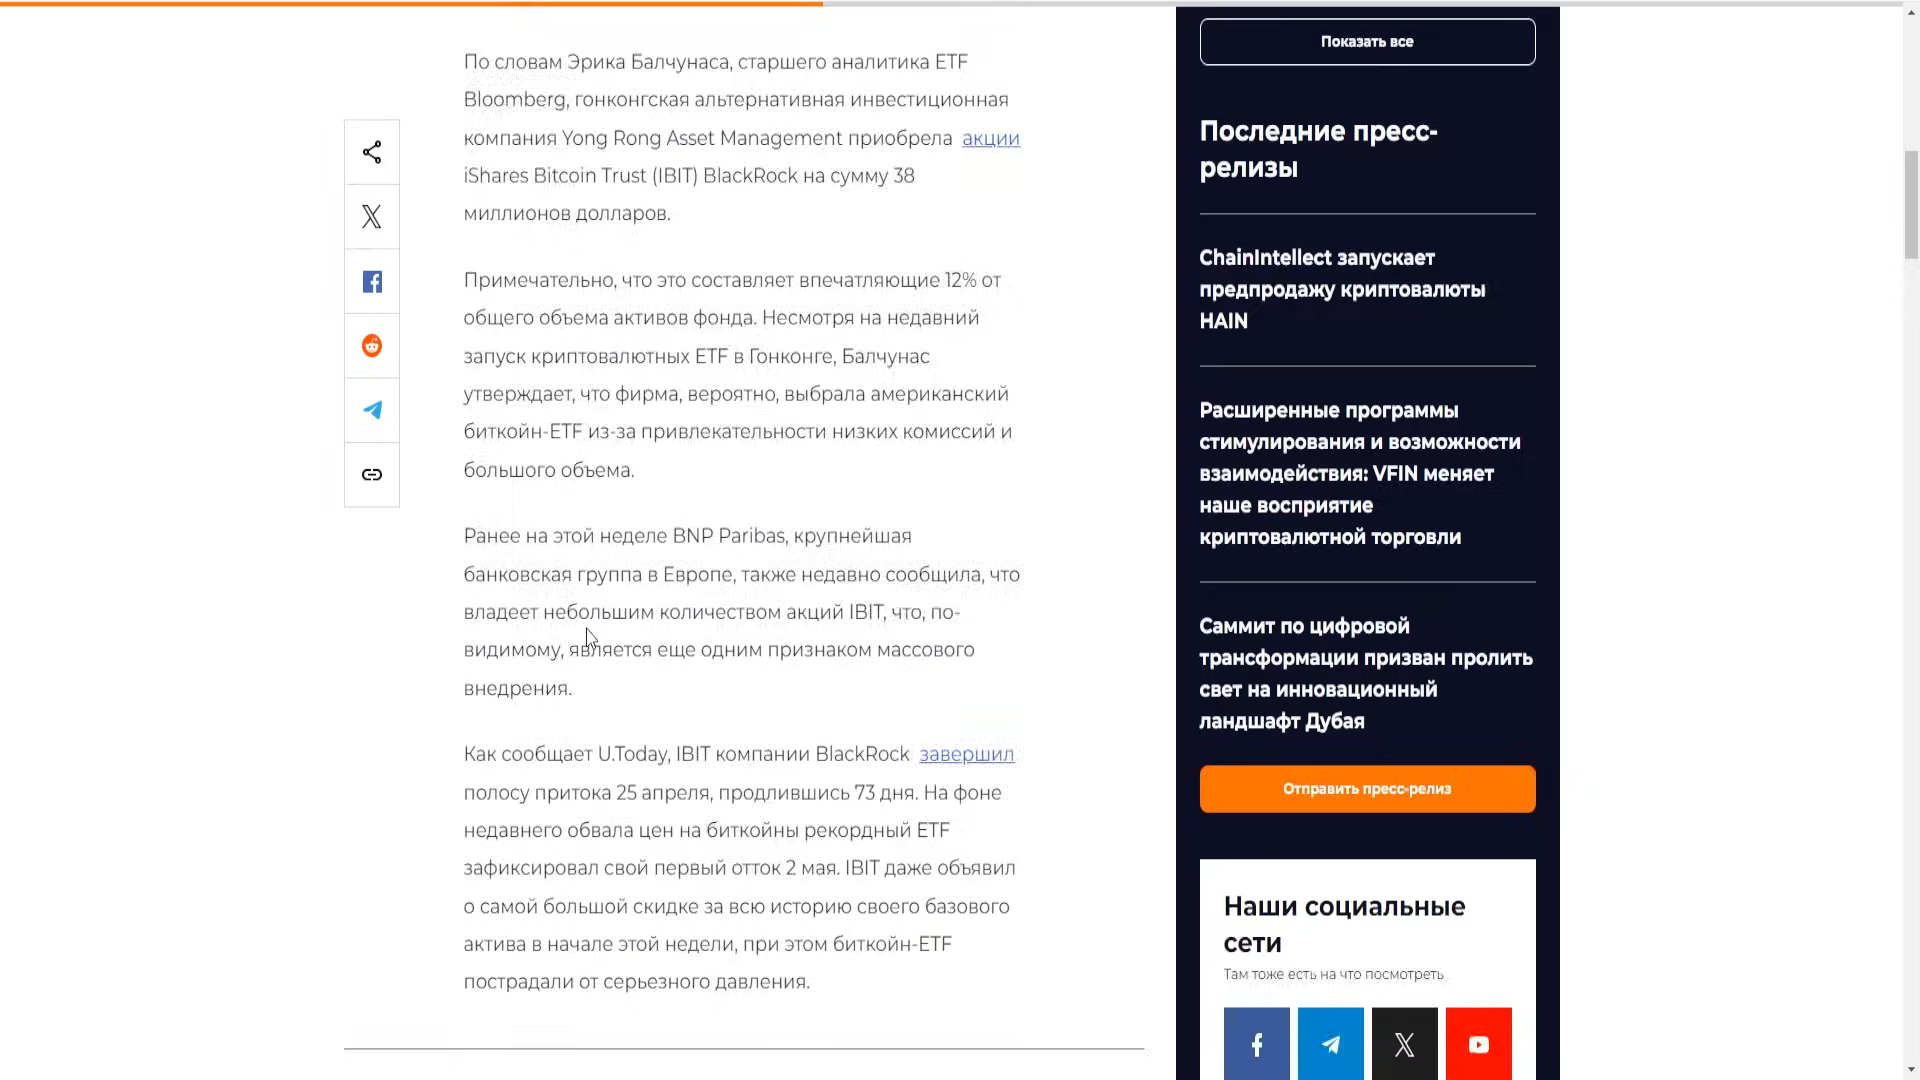 По словам Эрика Балчунаса, старшего аналитика ETF
Bloomberg, гонконгская альтернативная инвестиционная
компания Yong Rong Asset Management приобрела акции
iShares Bitcoin Trust (IBIT) BlackRock на сумму 38
миллионов долларов.
Примечательно, что это составляет впечатляющие 12% от
общего объема активов фонда. Несмотря на недавний
запуск криптовалютных ETF в Гонконге, Балчунас
утверждает, что фирма, вероятно, выбрала американский
биткойн-ETF из-за привлекательности низких комиссий и
большого объема.
Ранее на этой неделе BNP Paribas, крупнейшая
банковская группа в Европе, также недавно сообщила, что
владеет небольшим количеством акций IBIT, что, по-
видимому, является еще одним признаком массового
внедрения.
Как сообщает U.Today, IBIT компании BlackRock завершил
полосу притока 25 апреля, продлившись 73 дня. На фоне
недавнего обвала цен на биткойны рекордный ETF
зафиксировал свой первый отток 2 мая. IBIT даже объявил
о самой большой скидке за всю историю своего базового
актива в начале этой недели, при этом биткойн-ETF
пострадали от серьезного давления.
Показать все
Последние пресс-
релизы
ChainIntellect запускает
предпродажу криптовалюты
HAIN
Расширенные программы
стимулирования и возможности
взаимодействия: VFIN меняет
наше восприятие
криптовалютной торговли
Саммит по цифровой
трансформации призван пролить
свет на инновационный
ландшафт Дубая
Отправить пресс-релиз
Наши социальные
сети
Там тоже есть на что посмотреть